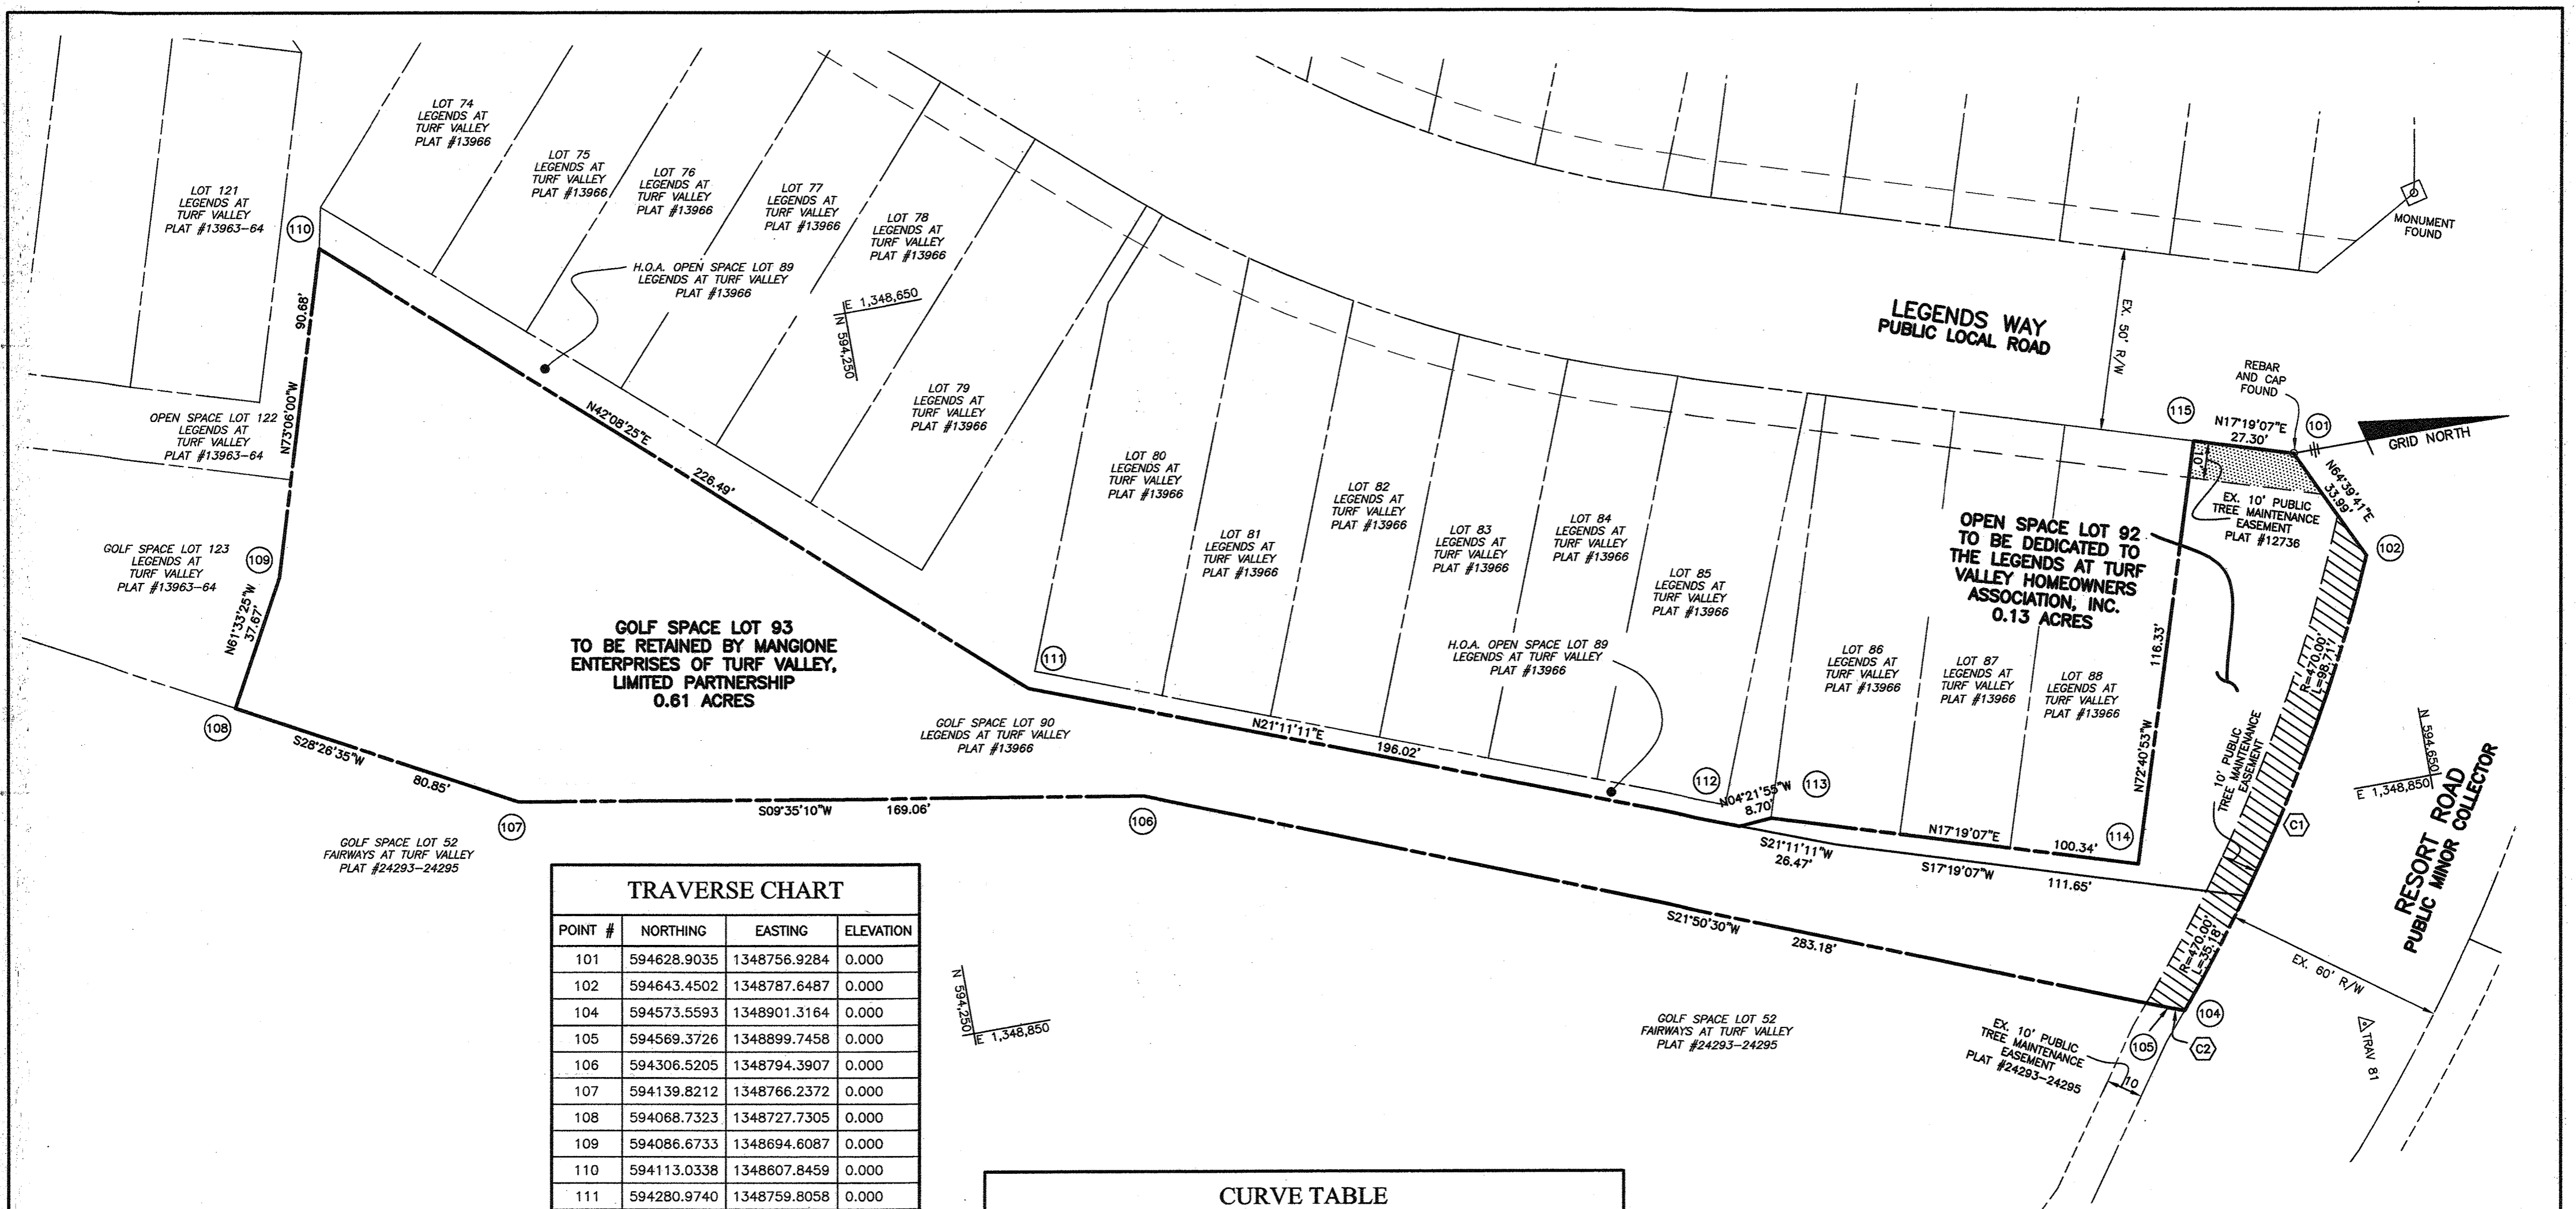 LOT 74
LEGENDS AT
TURF VALLEY
PLAT #13966
LOT 75
LEGENDS AT
TURF VALLEY
PLAT #13966
LOT 76
LEGENDS AT
TURF VALLEY
PLAT #13966
LOT 77
LEGENDS AT
TURF VALLEY
PLAT #13966
LOT 78
LEGENDS AT
TURF VALLEY
PLAT #13966
LOT 121
LEGENDS AT
TURF VALLEY
PLAT #13963-64
110
H.O.A. OPEN SPACE LOT 89
LEGENDS AT TURF VALLEY
PLAT #13966
E 1,348,650
N 594,250
MONUMENT
FOUND
LEGENDS WAY
PUBLIC LOCAL ROAD
EX. 50' R/W
REBAR
AND CAP
FOUND
90.68'
N73°06'00"W
OPEN SPACE LOT 122
LEGENDS AT
TURF VALLEY
PLAT #13963-64
N42°08'25"E
226.49'
LOT 79
LEGENDS AT
TURF VALLEY
PLAT #13966
LOT 80
LEGENDS AT
TURF VALLEY
PLAT #13966
LOT 81
LEGENDS AT
TURF VALLEY
PLAT #13966
LOT 82
LEGENDS AT
TURF VALLEY
PLAT #13966
LOT 83
LEGENDS AT
TURF VALLEY
PLAT #13966
LOT 84
LEGENDS AT
TURF VALLEY
PLAT #13966
LOT 85
LEGENDS AT
TURF VALLEY
PLAT #13966
115
N17°19'07"E
27.30'
101
GRID NORTH
10'
N64°39'41"E
33.99'
EX. 10' PUBLIC
TREE MAINTENANCE
EASEMENT
PLAT #12736
102
OPEN SPACE LOT 92
TO BE DEDICATED TO
THE LEGENDS AT TURF
VALLEY HOMEOWNERS
ASSOCIATION, INC.
0.13 ACRES
GOLF SPACE LOT 123
LEGENDS AT
TURF VALLEY
PLAT #13963-64
109
N61°33'25"W
37.67'
GOLF SPACE LOT 93
TO BE RETAINED BY MANGIONE
ENTERPRISES OF TURF VALLEY,
LIMITED PARTNERSHIP
0.61 ACRES
111
H.O.A. OPEN SPACE LOT 89
LEGENDS AT TURF VALLEY
PLAT #13966
LOT 86
LEGENDS AT
TURF VALLEY
PLAT #13966
LOT 87
LEGENDS AT
TURF VALLEY
PLAT #13966
LOT 88
LEGENDS AT
TURF VALLEY
PLAT #13966
116.33'
N72°40'53"W
R=470.00'
L=98.71'
10' PUBLIC
TREE MAINTENANCE
EASEMENT
108
S28°26'35"W
80.85'
GOLF SPACE LOT 90
LEGENDS AT TURF VALLEY
PLAT #13966
N21°11'11"E
196.02'
112
N04°21'55"W
8.70'
113
N 594,650
E 1,348,850
RESORT ROAD
PUBLIC MINOR COLLECTOR
107
S09°35'10"W
169.06'
106
N17°19'07"E
100.34'
114
C1
S21°11'11"W
26.47'
S17°19'07"W
111.65'
GOLF SPACE LOT 52
FAIRWAYS AT TURF VALLEY
PLAT #24293-24295
S21°50'30"W
283.18'
R=470.00'
L=35.18'
EX. 60' R/W
104
105
C2
TRAV 81
N 594,250
E 1,348,850
GOLF SPACE LOT 52
FAIRWAYS AT TURF VALLEY
PLAT #24293-24295
EX. 10' PUBLIC
TREE MAINTENANCE
EASEMENT
PLAT #24293-24295
10
TRAVERSE CHART
POINT # NORTHING EASTING ELEVATION
101 594628.9035 1348756.9284 0.000
102 594643.4502 1348787.6487 0.000
104 594573.5593 1348901.3164 0.000
105 594569.3726 1348899.7458 0.000
106 594306.5205 1348794.3907 0.000
107 594139.8212 1348766.2372 0.000
108 594068.7323 1348727.7305 0.000
109 594086.6733 1348694.6087 0.000
110 594113.0338 1348607.8459 0.000
111 594280.9740 1348759.8058 0.000
CURVE TABLE